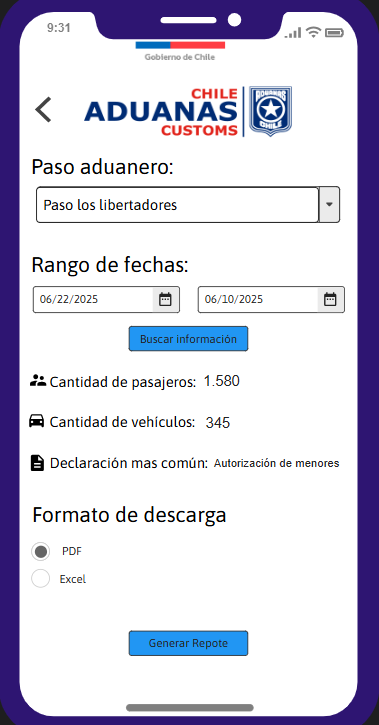 9:31
Gobierno de Chile
CHILE
ADUANAS
CUSTOMS
ADUANAS
CHILE
Paso aduanero:
Paso los libertadores
Rango de fechas:
06/22/2025
06/10/2025
Buscar información
Cantidad de pasajeros: 1.580
Cantidad de vehículos: 345
Declaración mas común: Autorización de menores
Formato de descarga
PDF
Excel
Generar Repote